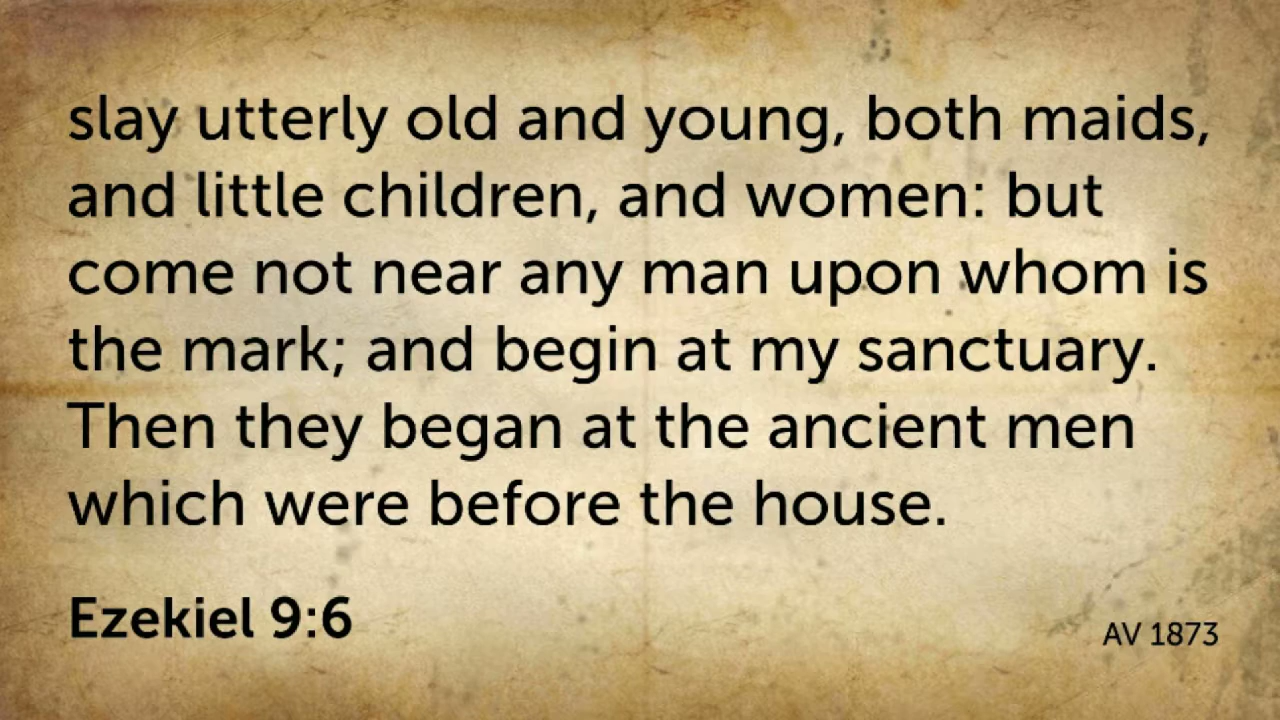 slay utterly old and young, both maids,
and little children, and women: but
come not near any man upon whom is
the mark; and begin at my sanctuary.
Then they began at the ancient men
which were before the house.
Ezekiel 9:6
AV 1873